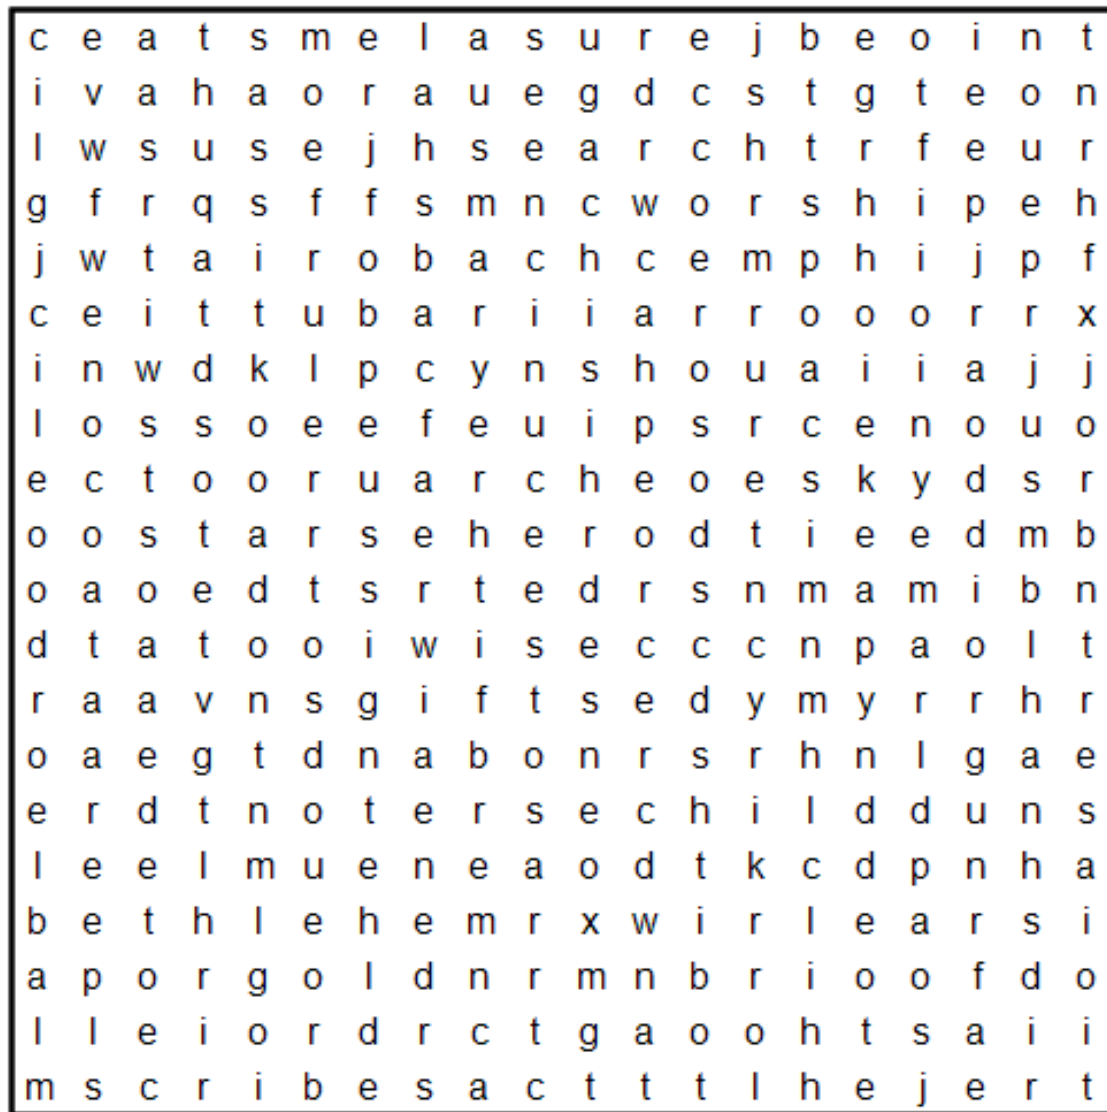 c e a t s m e l a s u r e j b e o i n t
i v a h a o r a u e g d c s t g t e o n
l w s u s e j h s e a r c h t r f e u r
g f r q s f f s m n c w o r s h i p e h
j w t a i r o b a c h c e m p h i j p f
c e i t t u b a r i i a r r o o o r r x
i n w d k l p c y n s h o u a i i a j j
l o s s o e e f e u i p s r c e n o u o
e c t o o r u a r c h e o e s k y d s r
o o s t a r s e h e r o d t i e e d m b
o a o e d t s r t e d r s n m a m i b n
d t a t o o i w i s e c c c n p a o l t
r a a v n s g i f t s e d y m y r r h r
o a e g t d n a b o n r s r h n l g a e
e r d t n o t e r s e c h i l d d u n s
l e e l m u e n e a o d t k c d p n h a
b e t h l e h e m r x w i r l e a r s i
a p o r g o l d n r m n b r i o o f d o
l l e i o r d r c t g a o o h t s a i i
m s c r i b e s a c t t t l h e j e r t